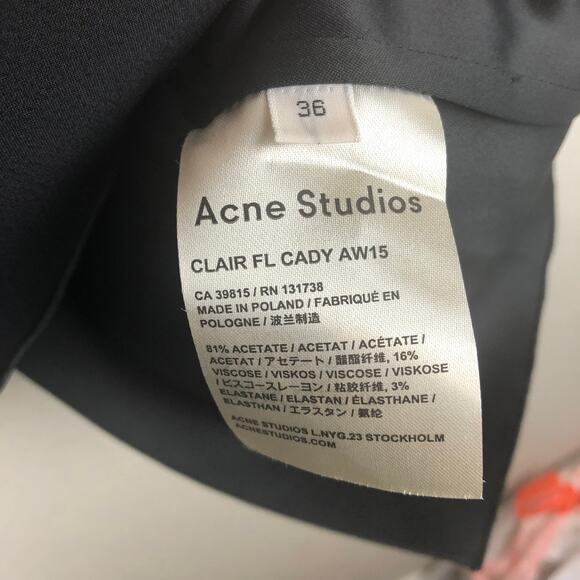 36
Acne Studios
CLAIR FL CADY AW15
CA 39815 / RN 131738
MADE IN POLAND / FABRIQUÉ EN
POLOGNE / 波兰制造
81% ACETATE / ACETAT / ACÉTATE /
ACETAT / アセテート / 醋酯纤维, 16%
VISCOSE / VISKOS / VISCOSE / VISKOSE
/ ビスコースレーヨン / 粘胶纤维, 3%
ELASTANE / ELASTAN / ÉLASTHANE /
ELASTHAN / エラスタン / 氨纶
ACNE STUDIOS L.NYG.23 STOCKHOLM
ACNESTUDIOS.COM